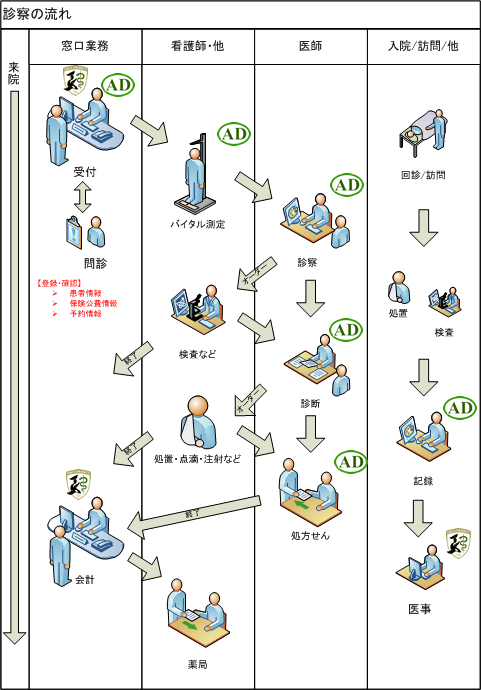 診察の流れ
窓口業務
看護師・他
医師
入院/訪問/他
来院
AD
受付
問診
【登録・確認】
➢ 患者情報
➢ 保険公費情報
➢ 予約情報
AD
バイタル測定
AD
診察
オーダー
検査など
終了
AD
診断
オーダー
処置・点滴・注射など
終了
AD
処方せん
終了
会計
薬局
回診/訪問
処置
検査
AD
記録
医事